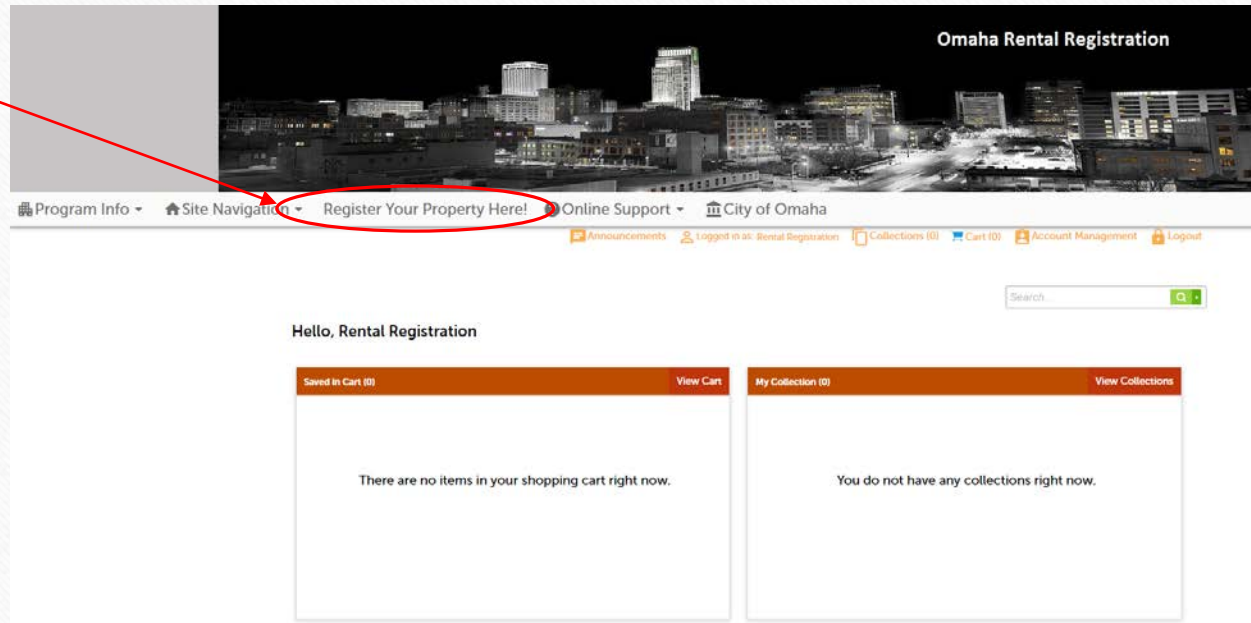 Omaha Rental Registration
Program Info Site Navigation Register Your Property Here! Online Support City of Omaha
Announcements Logged in as: Rental Registration Collections (0) Cart (0) Account Management Logout
Search...
Hello, Rental Registration
Saved in Cart (0) View Cart My Collection (0) View Collections
There are no items in your shopping cart right now. You do not have any collections right now.